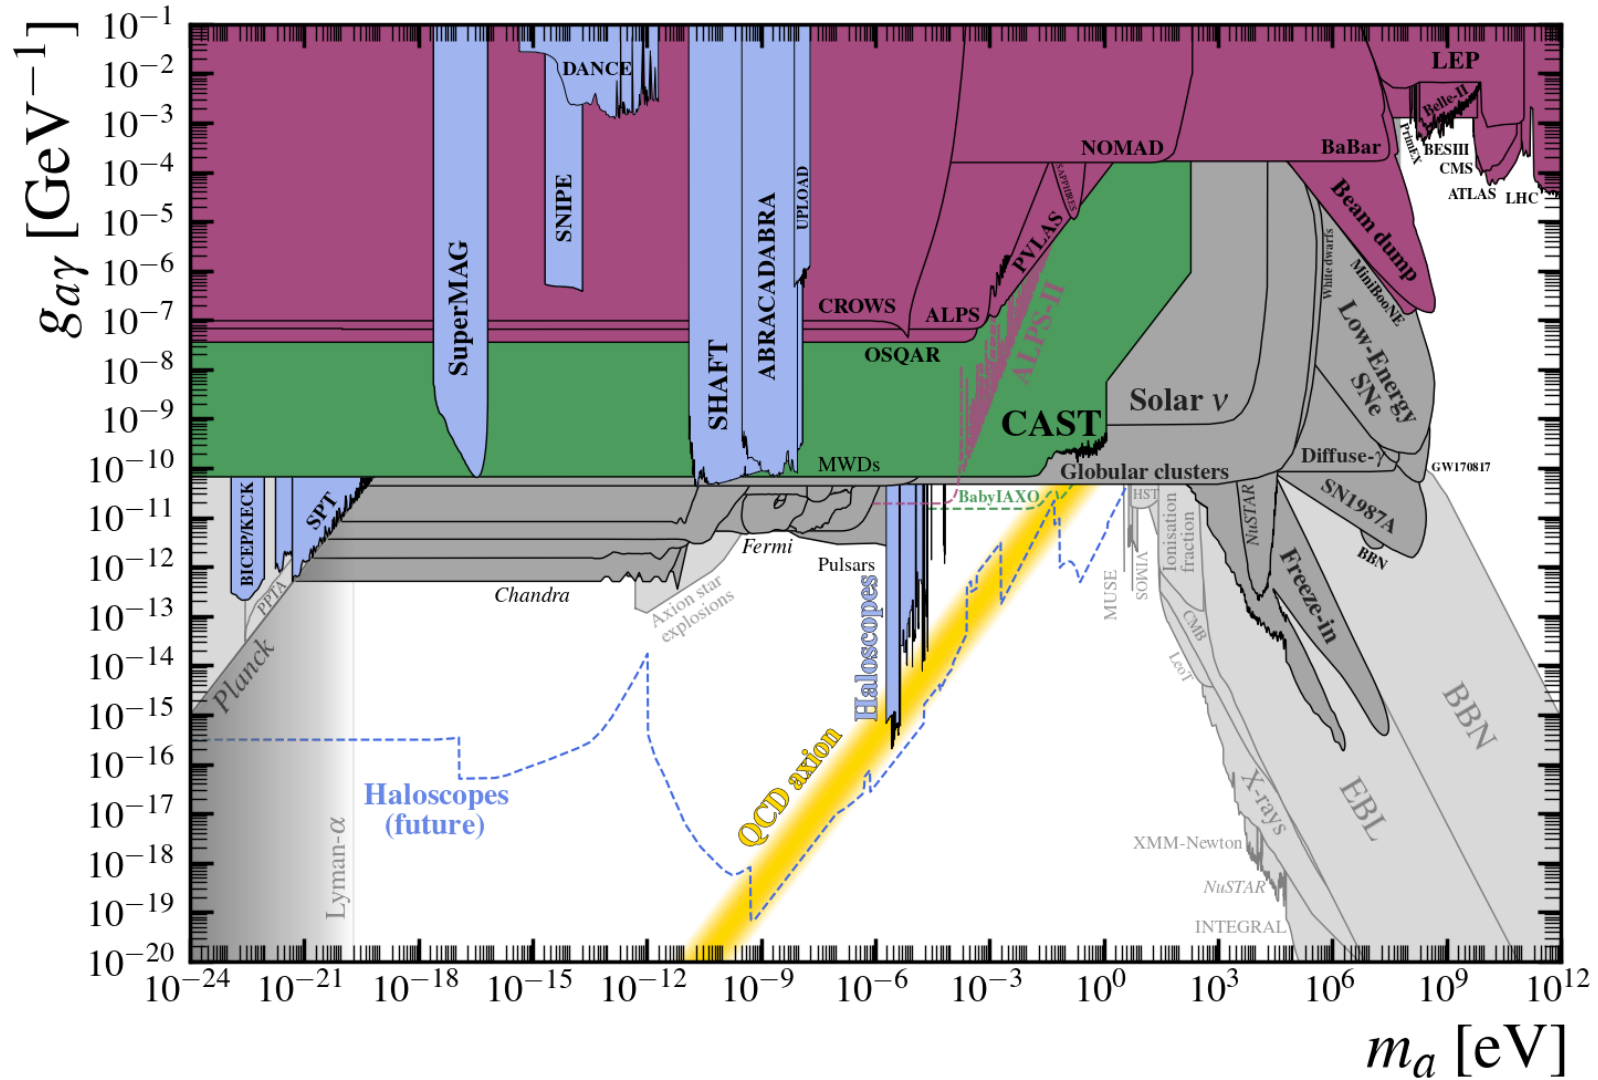 g_{aγ} [GeV^{−1}]
10^{−1}
10^{−2}
10^{−3}
10^{−4}
10^{−5}
10^{−6}
10^{−7}
10^{−8}
10^{−9}
10^{−10}
10^{−11}
10^{−12}
10^{−13}
10^{−14}
10^{−15}
10^{−16}
10^{−17}
10^{−18}
10^{−19}
10^{−20}
DANCE
SNIPE
SuperMAG
SHAFT
ABRACADABRA
UPLOAD
CROWS
ALPS
OSQAR
PVLAS
SAPPHIRES
NOMAD
BaBar
LEP
Belle-II
PrimEX
BESIII
CMS
ATLAS
LHC
Beam dump
MiniBooNE
White dwarfs
Low-Energy
SNe
ALPS-II
CAST
Solar ν
MWDs
Globular clusters
Diffuse-γ
GW170817
SN1987A
BBN
BICEP/KECK
SPT
PPTA
Planck
Lyman-α
Chandra
Axion star
explosions
Fermi
Pulsars
Haloscopes
BabyIAXO
HST
MUSE
VIMOS
Ionisation
fraction
NuSTAR
Freeze-in
CMB
LeoT
Haloscopes
(future)
QCD axion
X-rays
EBL
BBN
XMM-Newton
NuSTAR
INTEGRAL
10^{−24}
10^{−21}
10^{−18}
10^{−15}
10^{−12}
10^{−9}
10^{−6}
10^{−3}
10^{0}
10^{3}
10^{6}
10^{9}
10^{12}
m_a [eV]